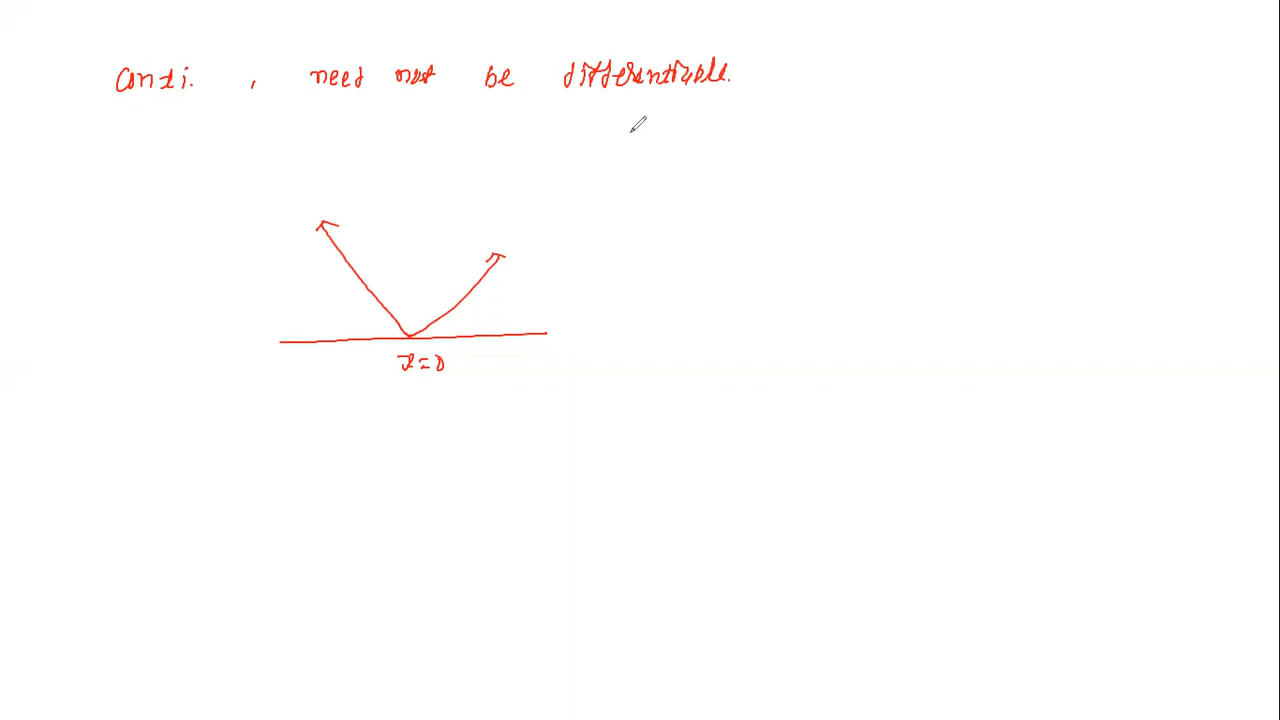 conti. , need not be differentiable.
x=0